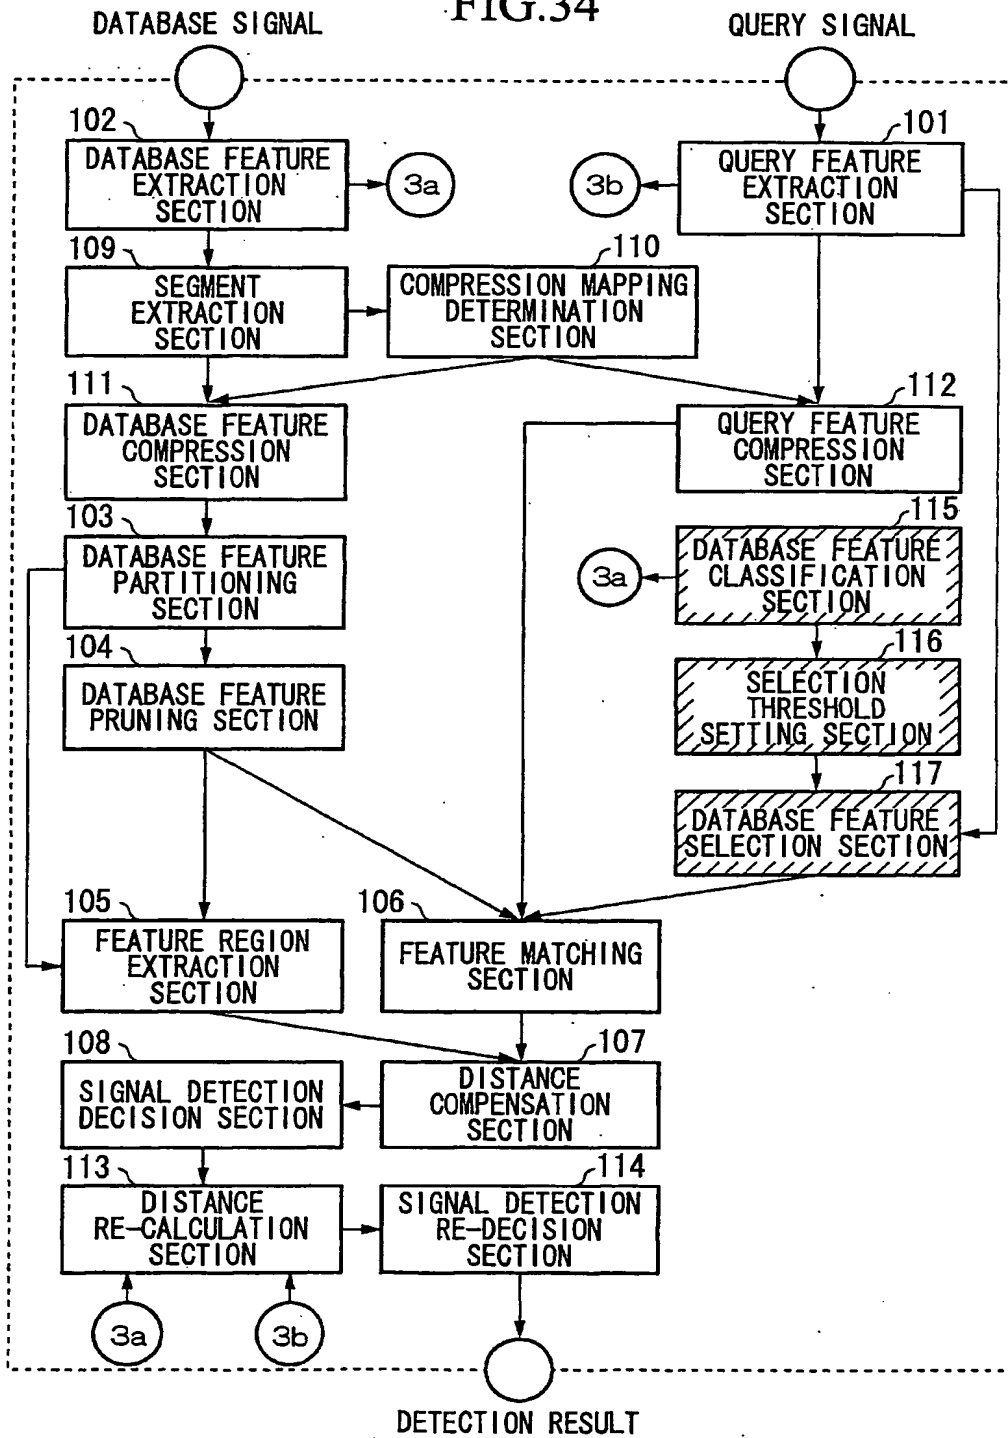 FIG.34
DATABASE SIGNAL
QUERY SIGNAL
102
DATABASE FEATURE
EXTRACTION
SECTION
3a
3b
101
QUERY FEATURE
EXTRACTION
SECTION
109
SEGMENT
EXTRACTION
SECTION
110
COMPRESSION MAPPING
DETERMINATION
SECTION
111
DATABASE FEATURE
COMPRESSION
SECTION
112
QUERY FEATURE
COMPRESSION
SECTION
103
DATABASE FEATURE
PARTITIONING
SECTION
3a
115
DATABASE FEATURE
CLASSIFICATION
SECTION
104
DATABASE FEATURE
PRUNING SECTION
116
SELECTION
THRESHOLD
SETTING SECTION
117
DATABASE FEATURE
SELECTION SECTION
105
FEATURE REGION
EXTRACTION
SECTION
106
FEATURE MATCHING
SECTION
108
SIGNAL DETECTION
DECISION SECTION
107
DISTANCE
COMPENSATION
SECTION
113
DISTANCE
RE-CALCULATION
SECTION
114
SIGNAL DETECTION
RE-DECISION
SECTION
3a
3b
DETECTION RESULT